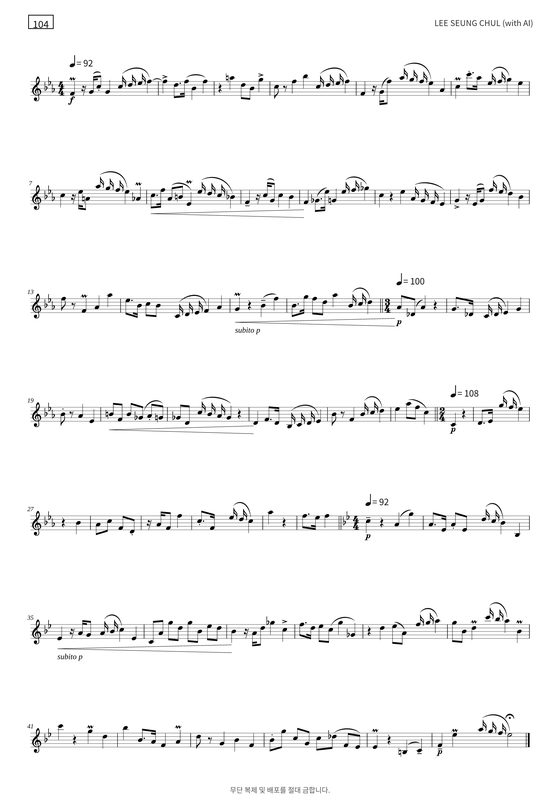 104
LEE SEUNG CHUL (with AI)
= 92
f
7
13
= 100
subito p
p
19
= 108
p
27
= 92
p
35
subito p
41
p
무단 복제 및 배포를 절대 금합니다.